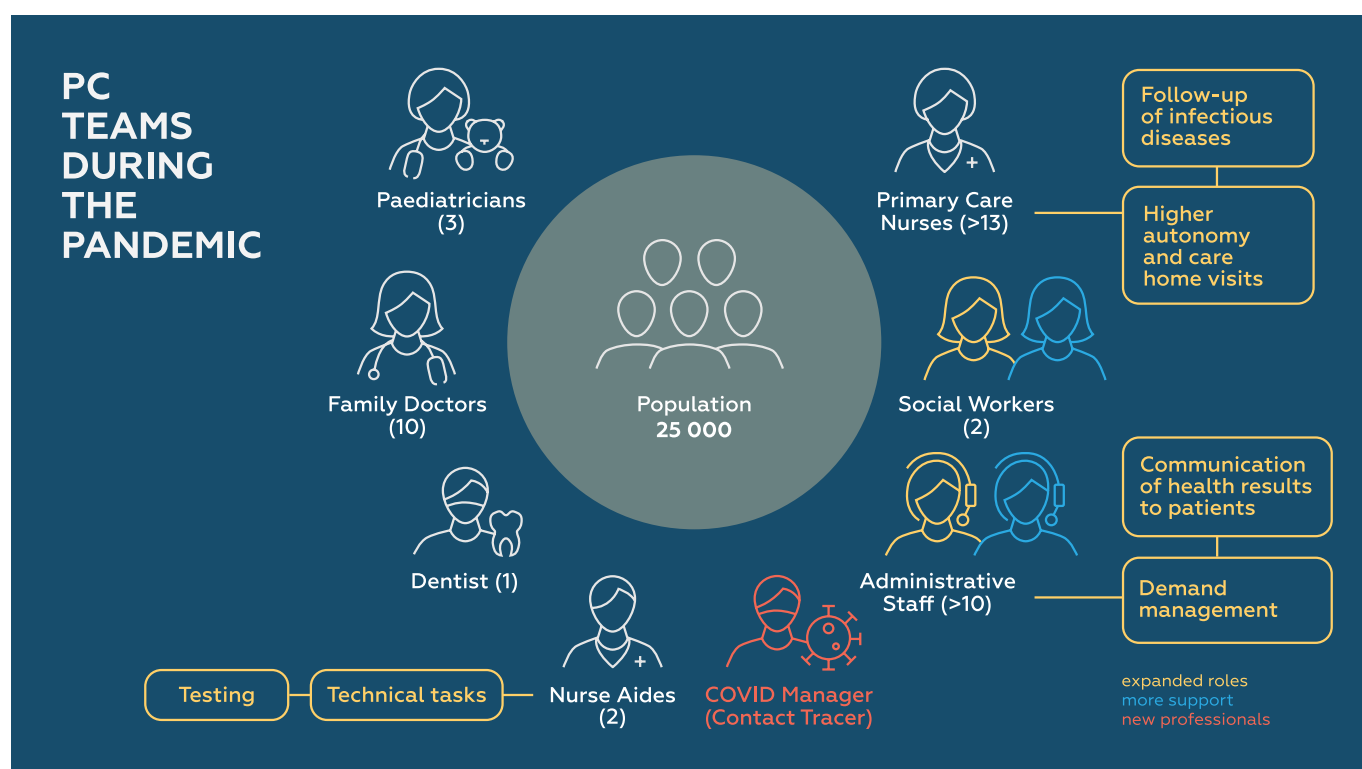 PC
TEAMS
DURING
THE
PANDEMIC
Paediatricians
(3)
Primary Care
Nurses (>13)
Follow-up
of infectious
diseases
Higher
autonomy
and care
home visits
Family Doctors
(10)
Population
25 000
Social Workers
(2)
Dentist (1)
Administrative
Staff (>10)
Communication
of health results
to patients
Demand
management
Testing
Technical tasks
Nurse Aides
(2)
COVID Manager
(Contact Tracer)
expanded roles
more support
new professionals